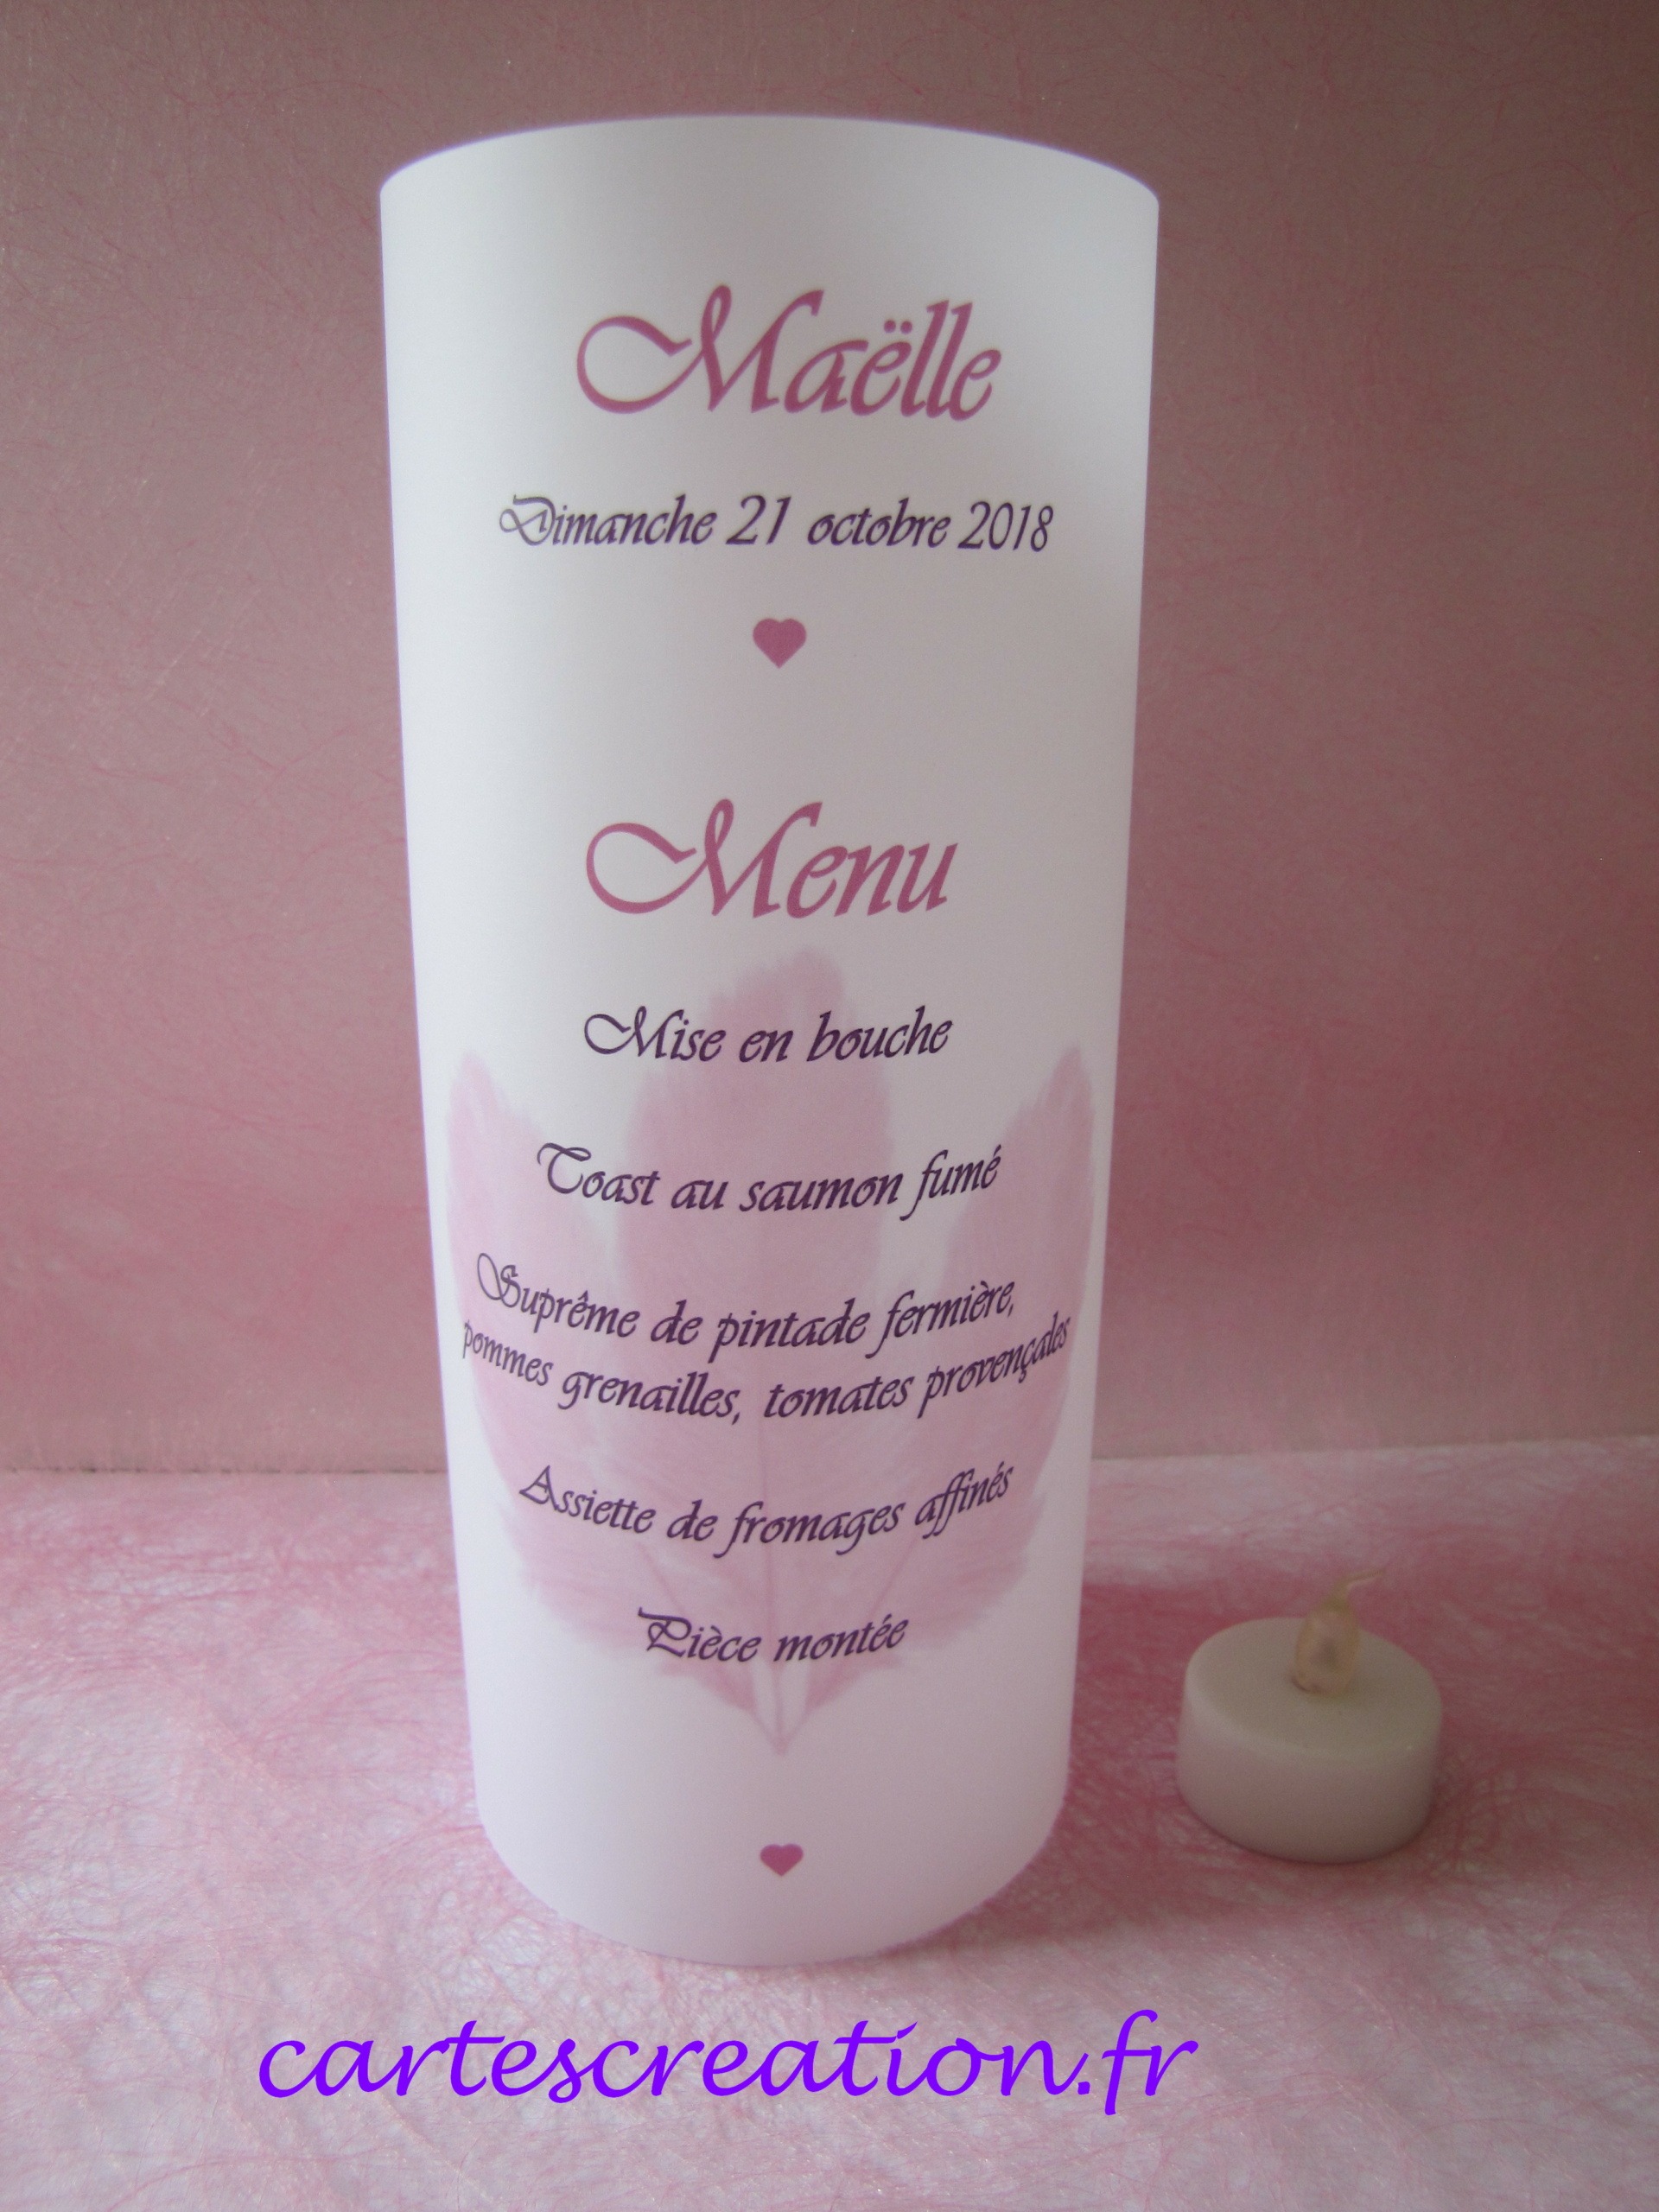 Maëlle
Dimanche 21 octobre 2018
Menu
Mise en bouche
Toast au saumon fumé
Suprême de pintade fermière,
pommes grenailles, tomates provençales
Assiette de fromages affinés
Pièce montée
cartescreation.fr